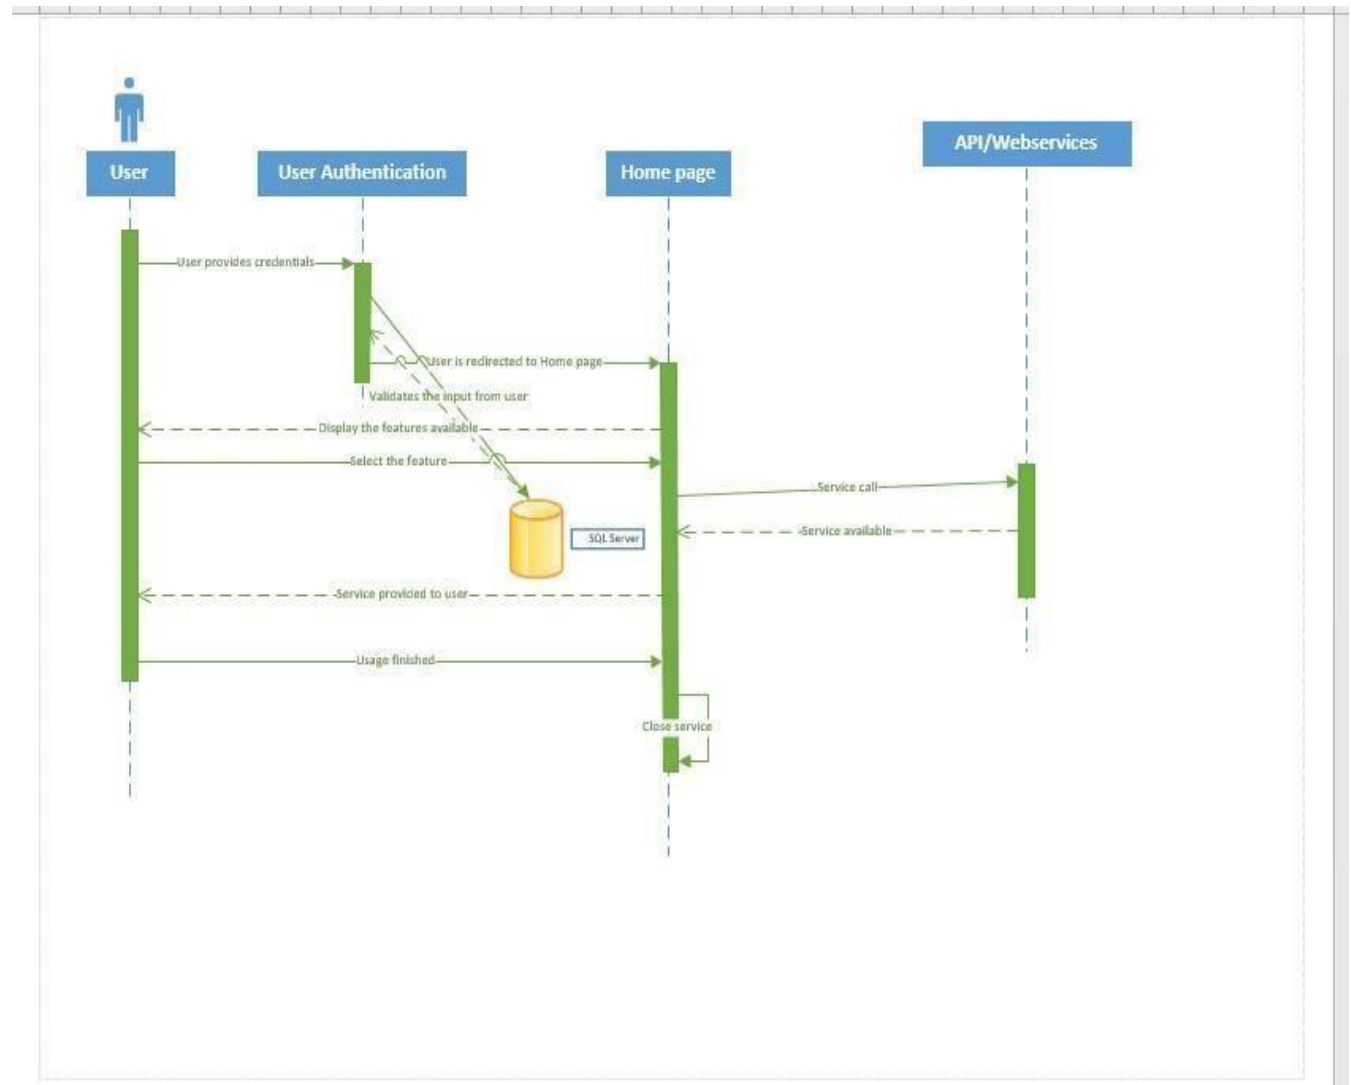 User
User Authentication
Home page
API/Webservices
User provides credentials
User is redirected to Home page
Validates the input from user
Display the features available
Select the feature
Service call
Service available
SQL Server
Service provided to user
Usage finished
Close service